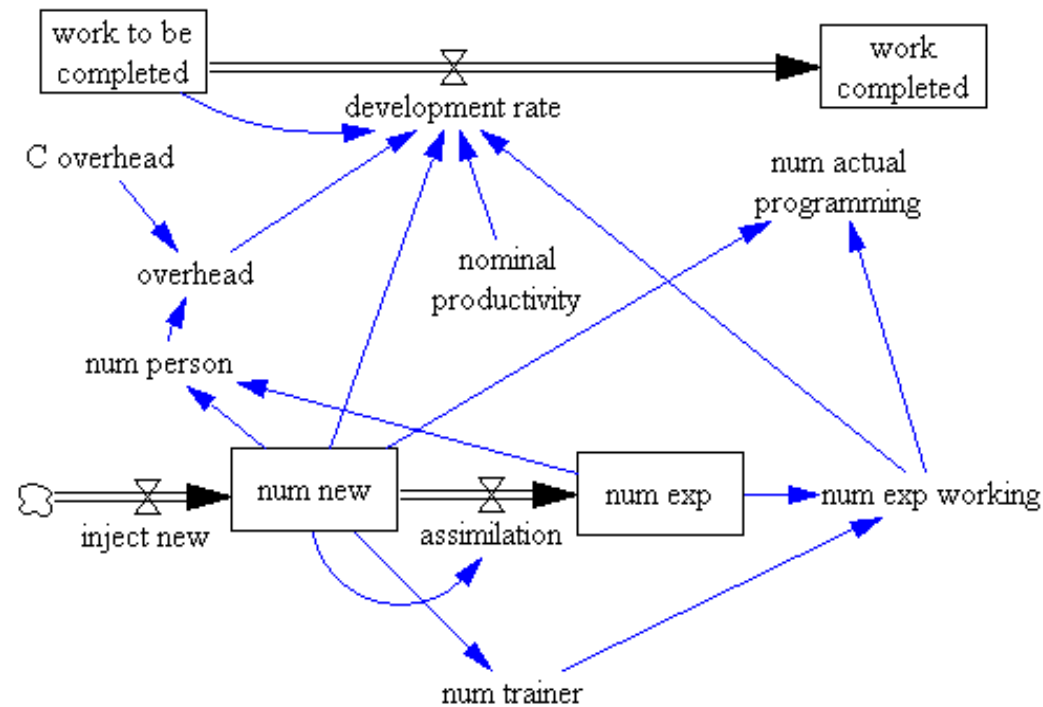 work to be
completed
work
completed
development rate
C overhead
num actual
programming
overhead
nominal
productivity
num person
num new
num exp
num exp working
inject new
assimilation
num trainer